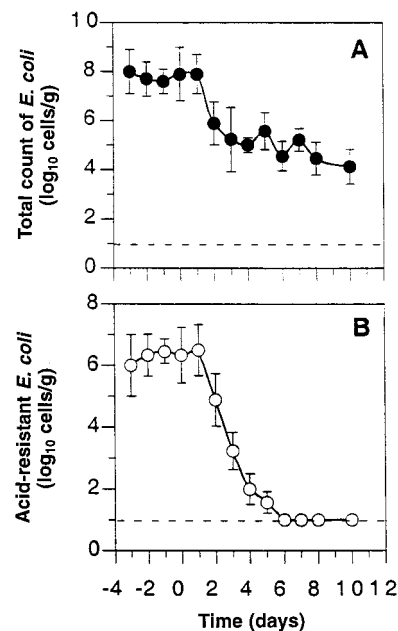 A
Total count of E. coli
(log10 cells/g)
10
8
6
4
2
0
B
Acid-resistant E. coli
(log10 cells/g)
8
6
4
2
0
-4 -2 0 2 4 6 8 10 12
Time (days)